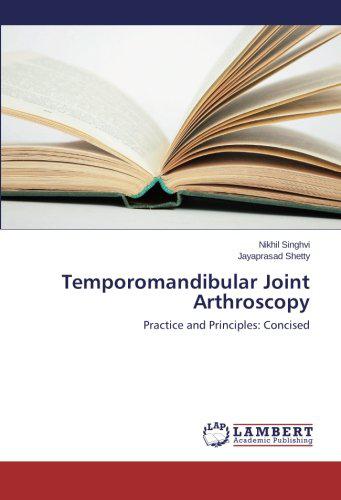 Nikhil Singhvi
Jayaprasad Shetty
Temporomandibular Joint
Arthroscopy
Practice and Principles: Concised
LAP
LAMBERT
Academic Publishing